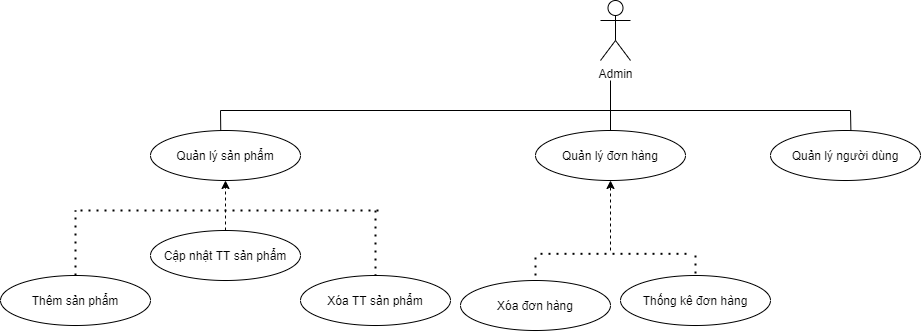 Admin
Quản lý sản phẩm
Quản lý đơn hàng
Quản lý người dùng
Cập nhật TT sản phẩm
Thêm sản phẩm
Xóa TT sản phẩm
Xóa đơn hàng
Thống kê đơn hàng